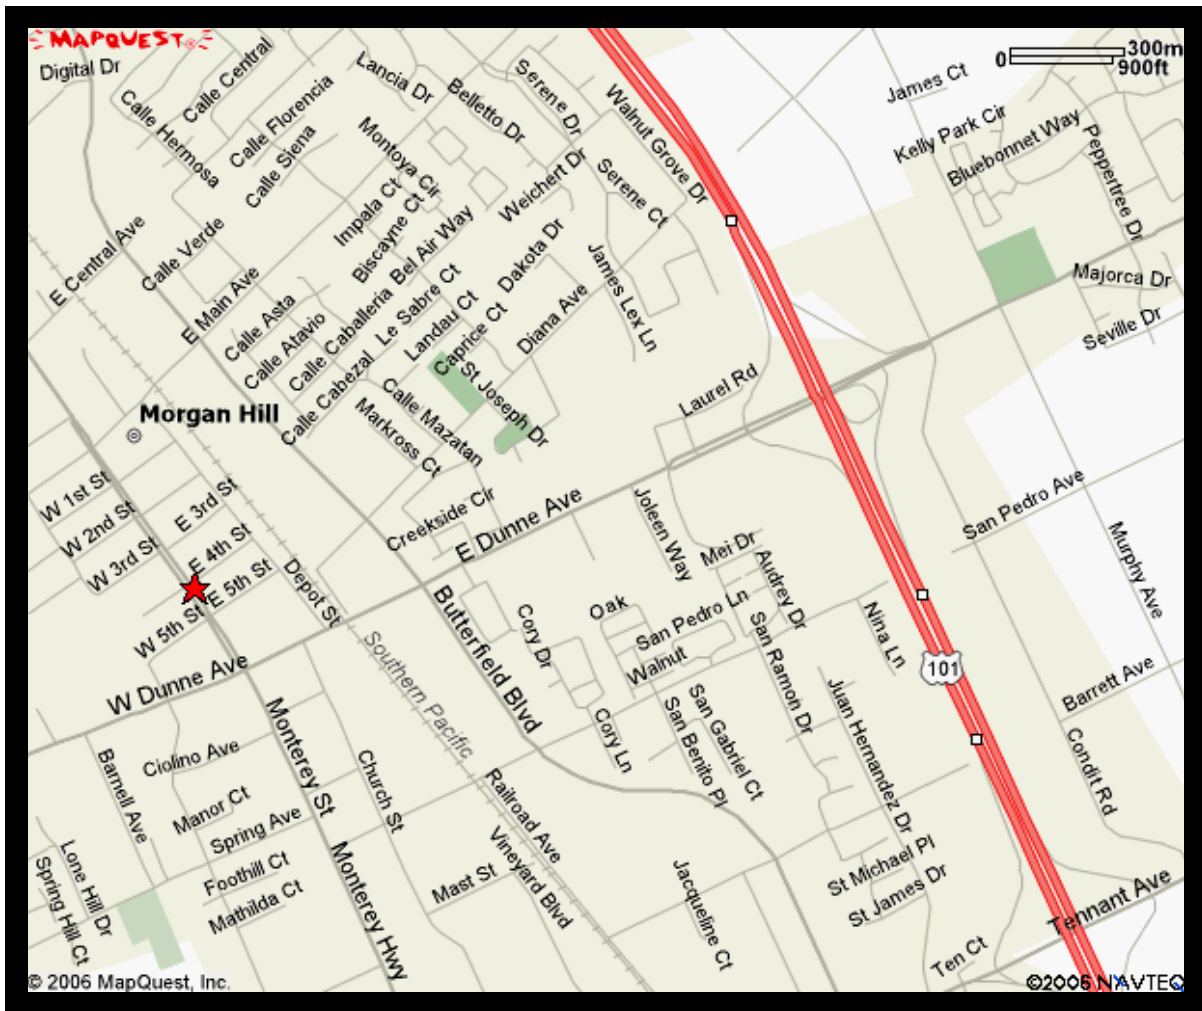 MAPQUEST
300m
0
900ft
Digital Dr
Calle Central
Lancia Dr
Belletto Dr
Serene Dr
Walnut Grove Dr
James Ct
Calle Hermosa
Calle Florencia
Calle Siena
Montoya Cir
Weichert Dr
Serene Ct
Kelly Park Cir
Bluebonnet Way
Peppertree Dr
Impala Ct
Biscayne Ct
Bel Air Way
E Central Ave
Calle Verde
E Main Ave
Calle Asta
Calle Atavio
Calle Caballeria
Calle Cabezal
Le Sabre Ct
Landau Ct
Caprice Ct
Dakota Dr
Diana Ave
James Lex Ln
Majorca Dr
Seville Dr
Morgan Hill
St Joseph Dr
Calle Mazatan
Markross Ct
Laurel Rd
W 1st St
W 2nd St
W 3rd St
E 3rd St
E 4th St
E 5th St
W 5th St
Depot St
Creekside Cir
E Dunne Ave
Joleen Way
Mei Dr
Audrey Dr
San Pedro Ave
Murphy Ave
W Dunne Ave
Southern Pacific
Butterfield Blvd
Cory Dr
Oak
San Pedro Ln
Walnut
San Ramon Dr
Nina Ln
101
Barrett Ave
Condit Rd
Barnell Ave
Ciolino Ave
Monterey St
Church St
Cory Ln
San Benito Pl
San Gabriel Ct
Juan Hernandez Dr
Manor Ct
Spring Ave
Railroad Ave
Vineyard Blvd
Lone Hill Dr
Spring Hill Ct
Foothill Ct
Mathilda Ct
Monterey Hwy
Mast St
Jacqueline Ct
St Michael Pl
St James Dr
Ten Ct
Tennant Ave
© 2006 MapQuest, Inc.
©2006 NAVTEQ